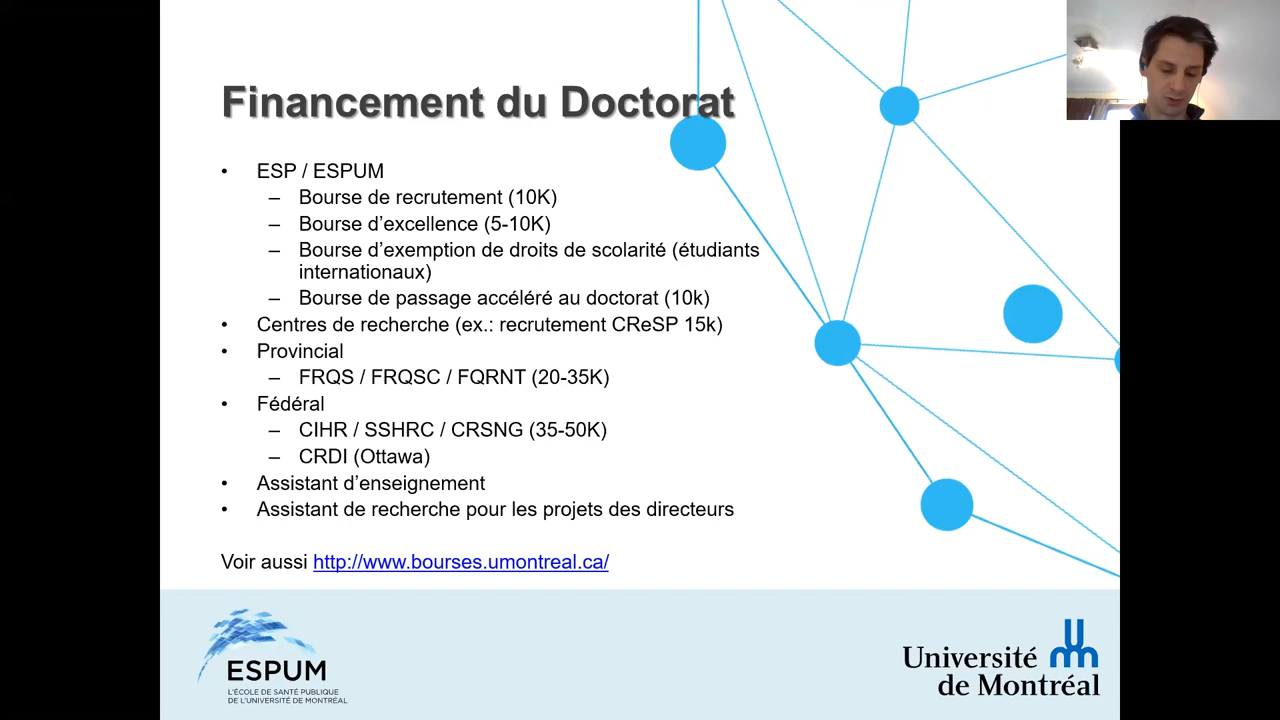 Financement du Doctorat
• ESP / ESPUM
– Bourse de recrutement (10K)
– Bourse d’excellence (5-10K)
– Bourse d’exemption de droits de scolarité (étudiants
internationaux)
– Bourse de passage accéléré au doctorat (10k)
• Centres de recherche (ex.: recrutement CReSP 15k)
• Provincial
– FRQS / FRQSC / FQRNT (20-35K)
• Fédéral
– CIHR / SSHRC / CRSNG (35-50K)
– CRDI (Ottawa)
• Assistant d’enseignement
• Assistant de recherche pour les projets des directeurs
Voir aussi http://www.bourses.umontreal.ca/
ESPUM
L’ÉCOLE DE SANTÉ PUBLIQUE
DE L’UNIVERSITÉ DE MONTRÉAL
Université
de Montréal